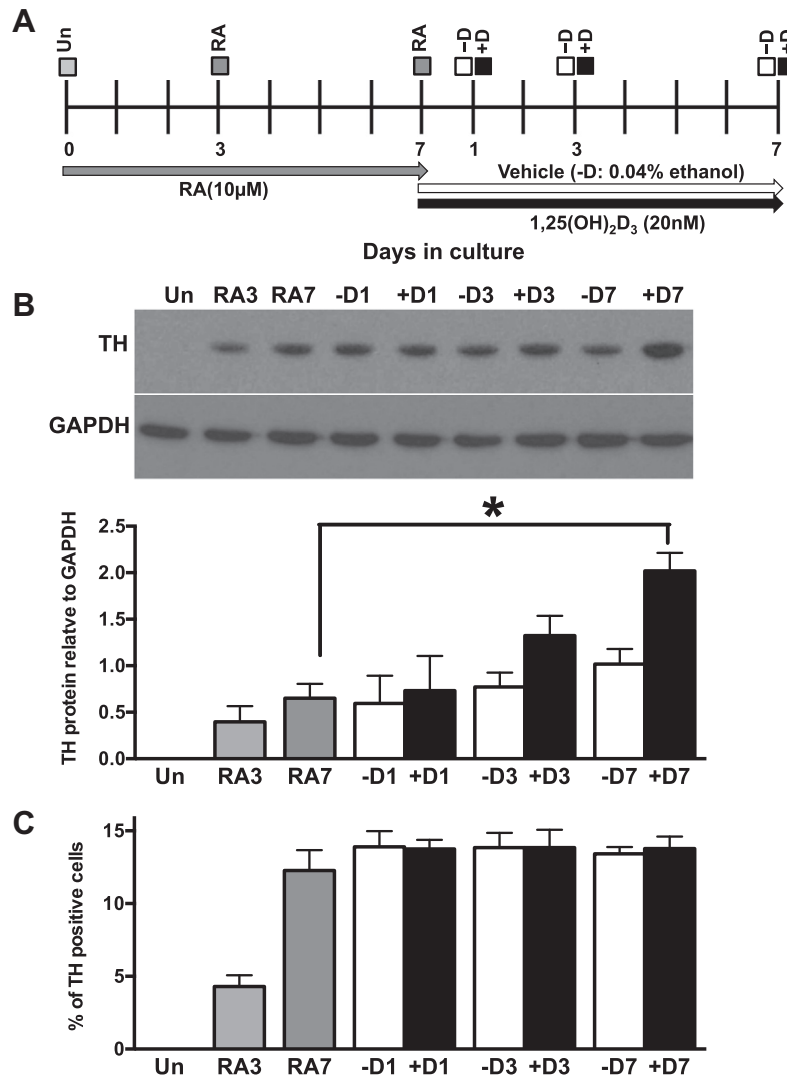 A
Un
RA
RA
–D
+D
–D
+D
–D
+D
0 3 7 1 3 7
RA(10µM)
Vehicle (-D: 0.04% ethanol)
1,25(OH)₂D₃ (20nM)
Days in culture
B
Un RA3 RA7 -D1 +D1 -D3 +D3 -D7 +D7
TH
GAPDH
*
TH protein relatve to GAPDH
2.5
2.0
1.5
1.0
0.5
0.0
Un RA3 RA7 -D1 +D1 -D3 +D3 -D7 +D7
C
% of TH positive cells
15
10
5
0
Un RA3 RA7 -D1 +D1 -D3 +D3 -D7 +D7